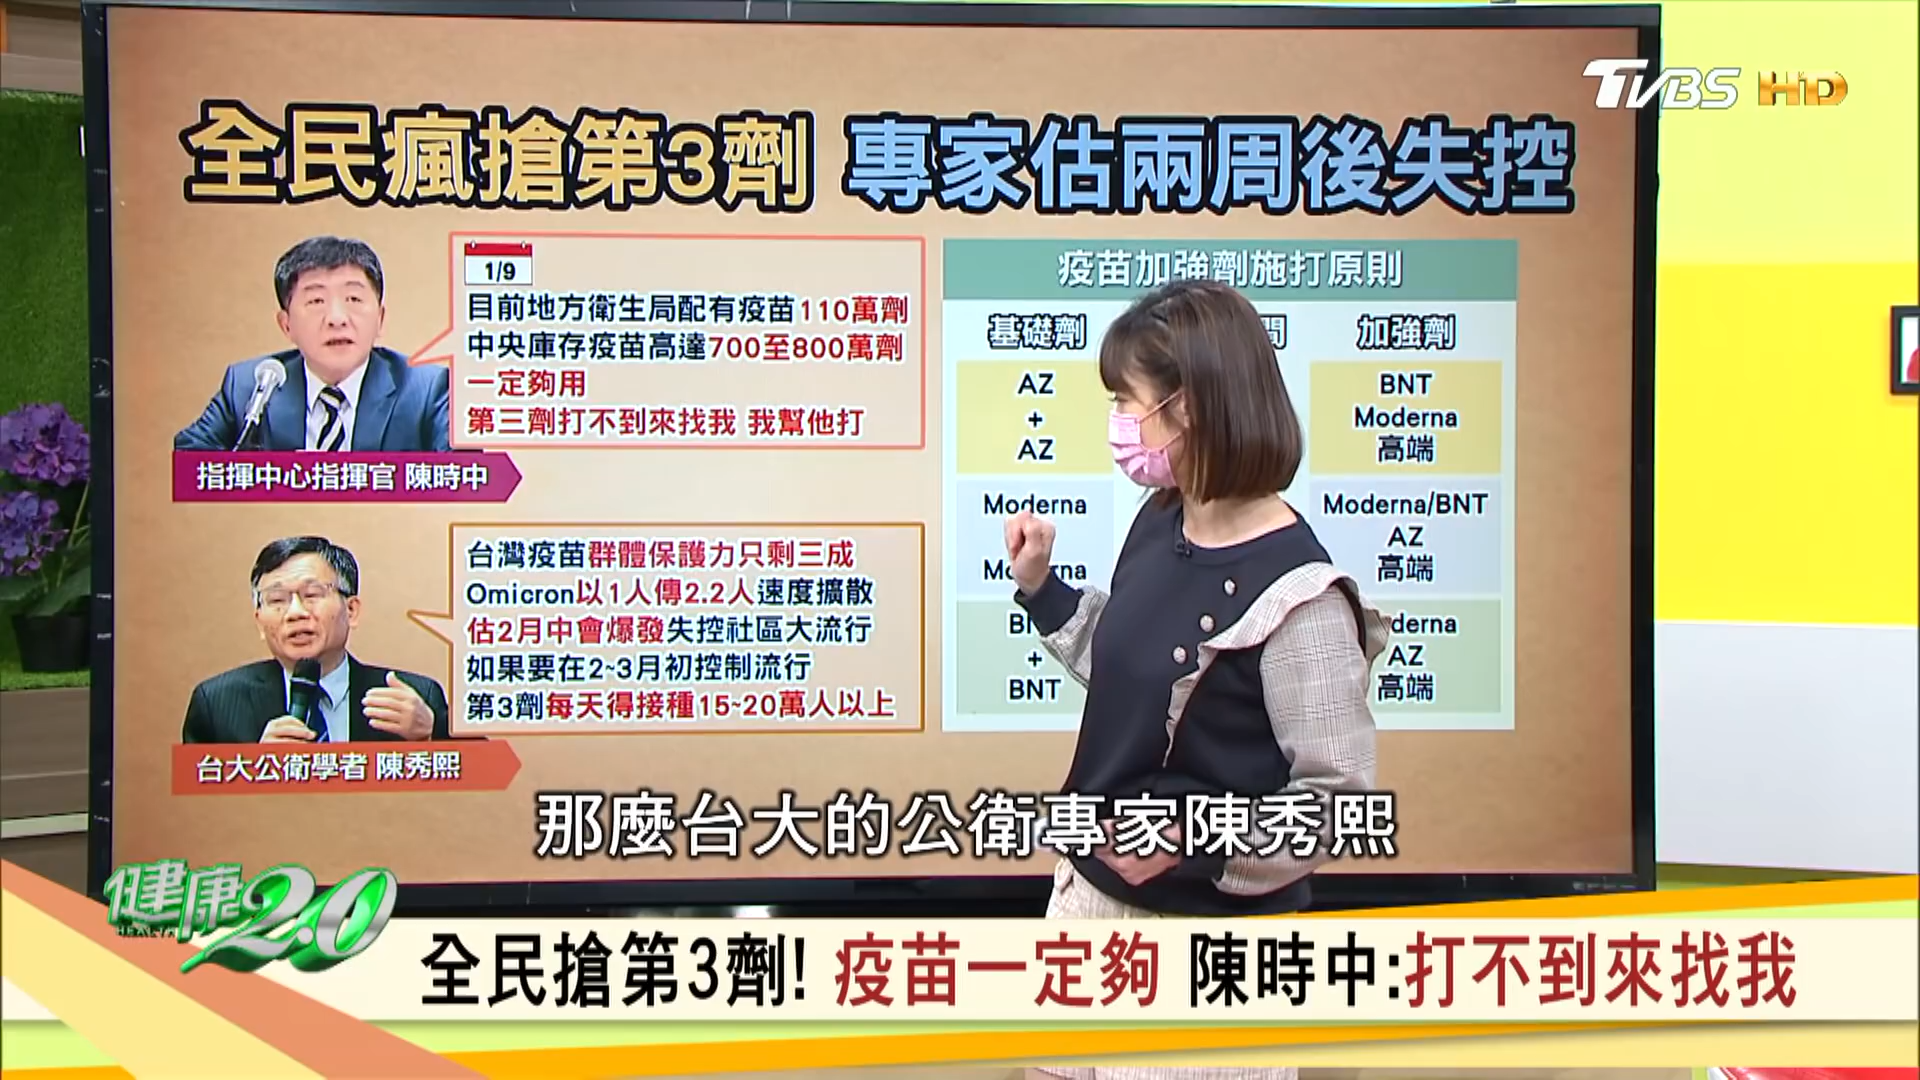 TVBS HD
全民瘋搶第3劑 專家估兩周後失控
1/9
目前地方衛生局配有疫苗110萬劑
中央庫存疫苗高達700至800萬劑
一定夠用
第三劑打不到來找我 我幫他打
指揮中心指揮官 陳時中
台灣疫苗群體保護力只剩三成
Omicron以1人傳2.2人速度擴散
估2月中會爆發失控社區大流行
如果要在2~3月初控制流行
第3劑每天得接種15~20萬人以上
台大公衛學者 陳秀熙
疫苗加強劑施打原則
基礎劑 間 加強劑
AZ
+
AZ
BNT
Moderna
高端
Moderna
Moderna/BNT
AZ
高端
+
BNT
AZ
高端
那麼台大的公衛專家陳秀熙
健康2.0
HEALTH
全民搶第3劑! 疫苗一定夠 陳時中:打不到來找我